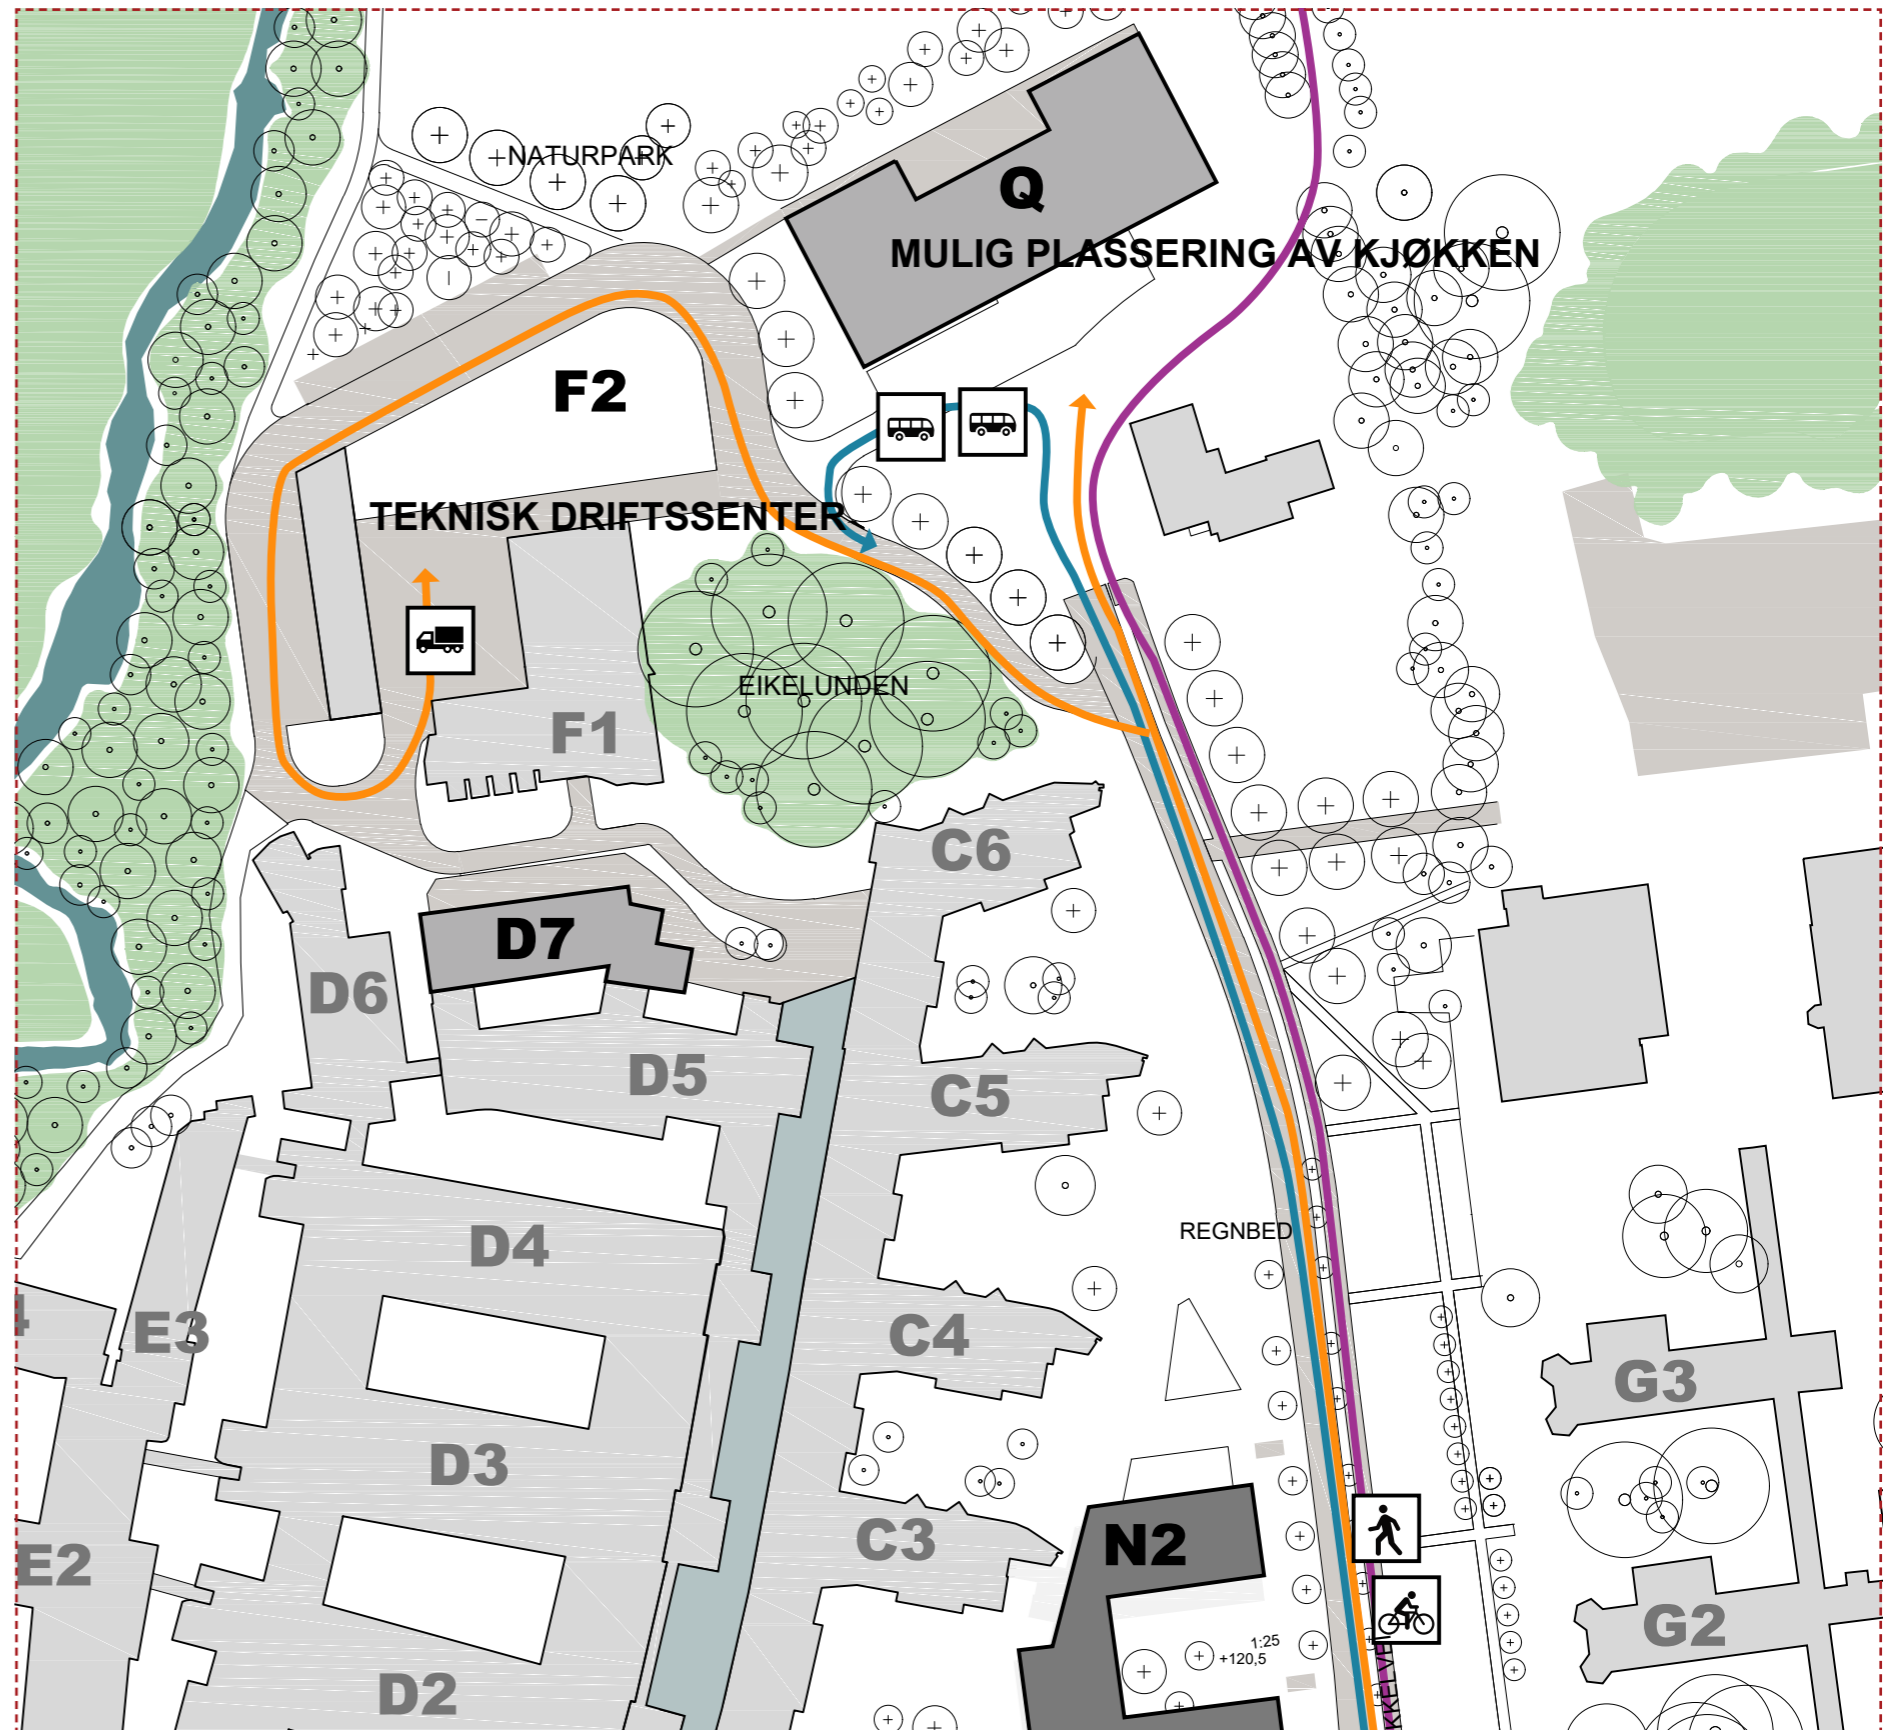 NATURPARK
Q
MULIG PLASSERING AV KJØKKEN
F2
TEKNISK DRIFTSSENTER
EIKELUNDEN
F1
C6
D7
D6
D5
C5
REGNBED
D4
E3
C4
G3
D3
C3
N2
E2
G2
1:25
+120,5
D2